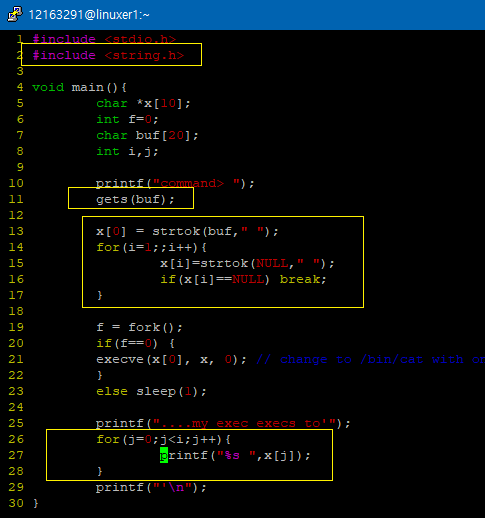 12163291@linuxer1:~
1 #include <stdio.h>
2 #include <string.h>
3
4 void main(){
5 char *x[10];
6 int f=0;
7 char buf[20];
8 int i,j;
9
10 printf("command> ");
11 gets(buf);
12
13 x[0] = strtok(buf," ");
14 for(i=1;;i++){
15 x[i]=strtok(NULL," ");
16 if(x[i]==NULL) break;
17 }
18
19 f = fork();
20 if(f==0) {
21 execve(x[0], x, 0); // change to /bin/cat with
22 }
23 else sleep(1);
24
25 printf("....my exec execs to'");
26 for(j=0;j<i;j++){
27 printf("%s ",x[j]);
28 }
29 printf("'\n");
30 }